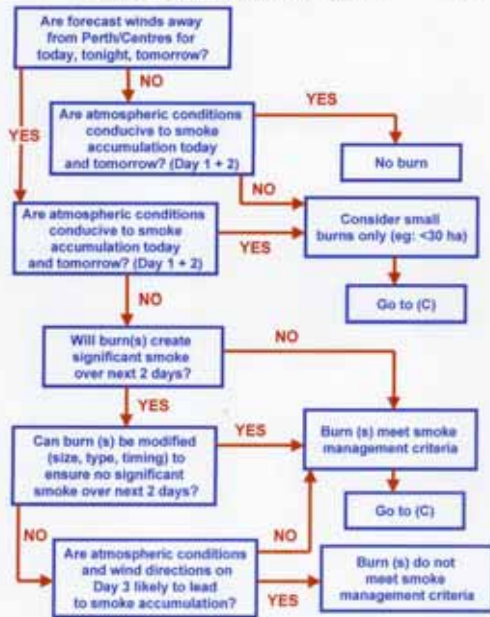 Are forecast winds away
from Perth/Centres for
today, tonight, tomorrow?
NO
YES
Are atmospheric conditions
conducive to smoke
accumulation today
and tomorrow? (Day 1 + 2)
YES
No burn
NO
Are atmospheric conditions
conducive to smoke
accumulation today
and tomorrow? (Day 1 + 2)
YES
Consider small
burns only (eg: <30 ha)
Go to (C)
NO
Will burn(s) create
significant smoke
over next 2 days?
NO
YES
Can burn (s) be modified
(size, type, timing) to
ensure no significant
smoke over next 2 days?
YES
Burn (s) meet smoke
management criteria
Go to (C)
NO
Are atmospheric conditions
and wind directions on
Day 3 likely to lead
to smoke accumulation?
NO
YES
Burn (s) do not
meet smoke
management criteria